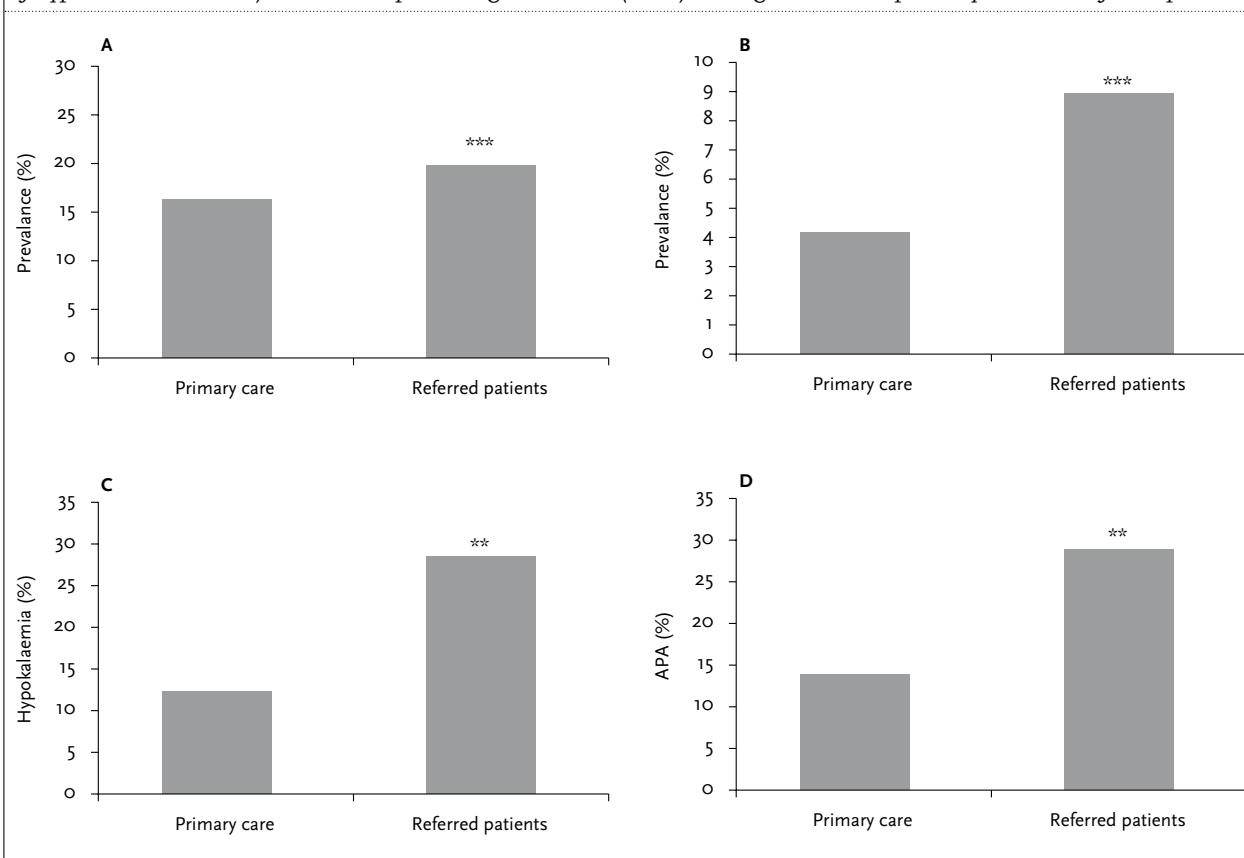 A
30
25
20
15
10
5
0
Prevalance (%)
***
Primary care
Referred patients
B
10
9
8
7
6
5
4
3
2
1
0
Prevalance (%)
***
Primary care
Referred patients
C
35
30
25
20
15
10
5
0
Hypokalaemia (%)
**
Primary care
Referred patients
D
35
30
25
20
15
10
5
0
APA (%)
**
Primary care
Referred patients